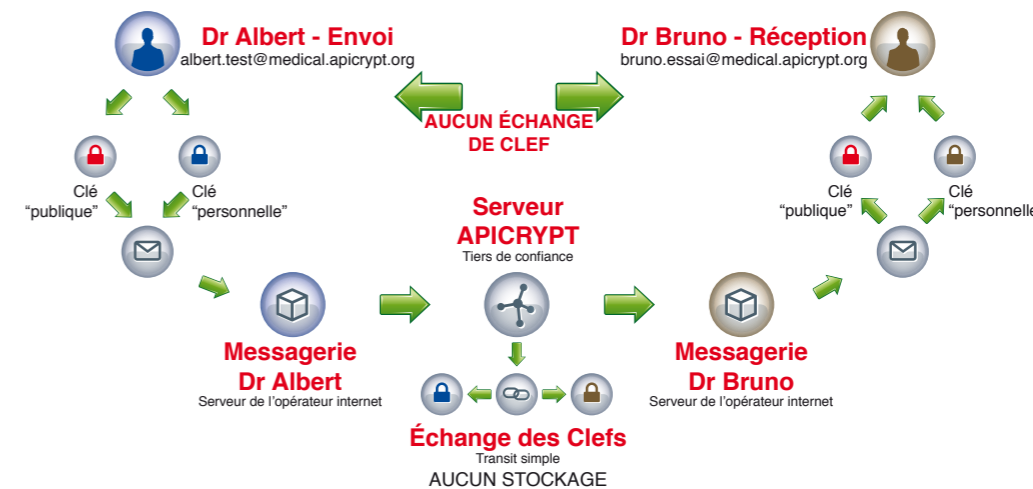 Dr Albert - Envoi
albert.test@medical.apicrypt.org
Dr Bruno - Réception
bruno.essai@medical.apicrypt.org
AUCUN ÉCHANGE
DE CLEF
Clé
“publique”
Clé
“personnelle”
Clé
“publique”
Clé
“personnelle
Serveur
APICRYPT
Tiers de confiance
Messagerie
Dr Albert
Serveur de l’opérateur internet
Messagerie
Dr Bruno
Serveur de l’opérateur internet
Échange des Clefs
Transit simple
AUCUN STOCKAGE